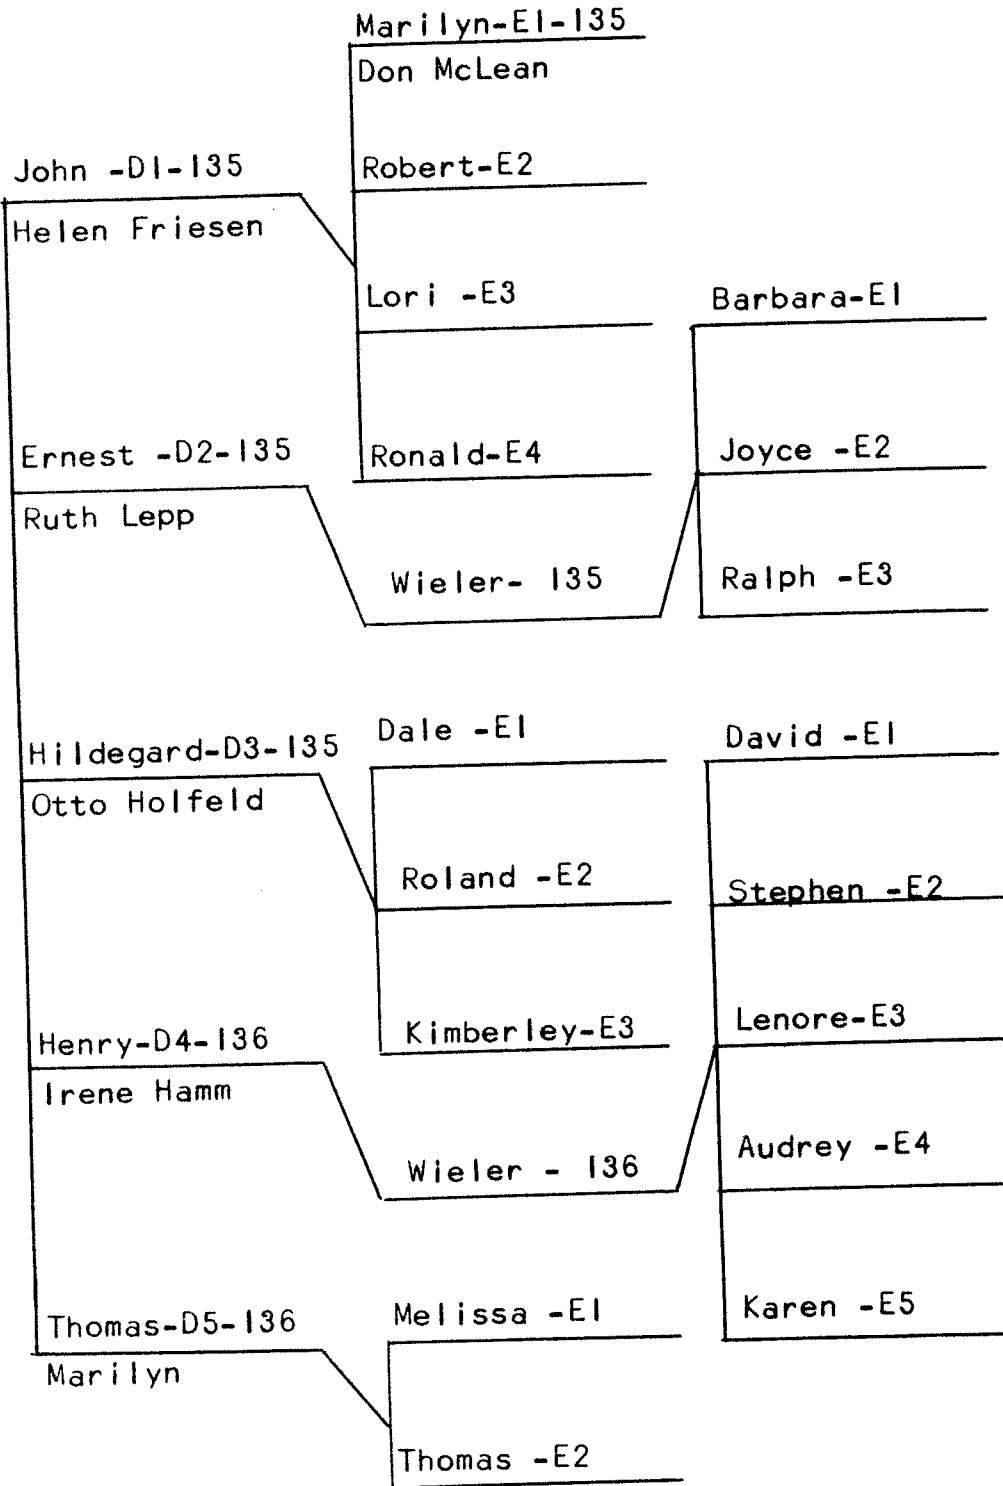 Marilyn-E1-135
Don McLean
John -D1-135
Robert-E2
Helen Friesen
Lori -E3
Barbara-E1
Ernest -D2-135
Ronald-E4
Joyce -E2
Ruth Lepp
Wieler- 135
Ralph -E3
Hildegard-D3-135
Dale -E1
David -E1
Otto Holfeld
Roland -E2
Stephen -E2
Henry-D4-136
Kimberley-E3
Lenore-E3
Irene Hamm
Wieler - 136
Audrey -E4
Thomas-D5-136
Melissa -E1
Karen -E5
Marilyn
Thomas -E2